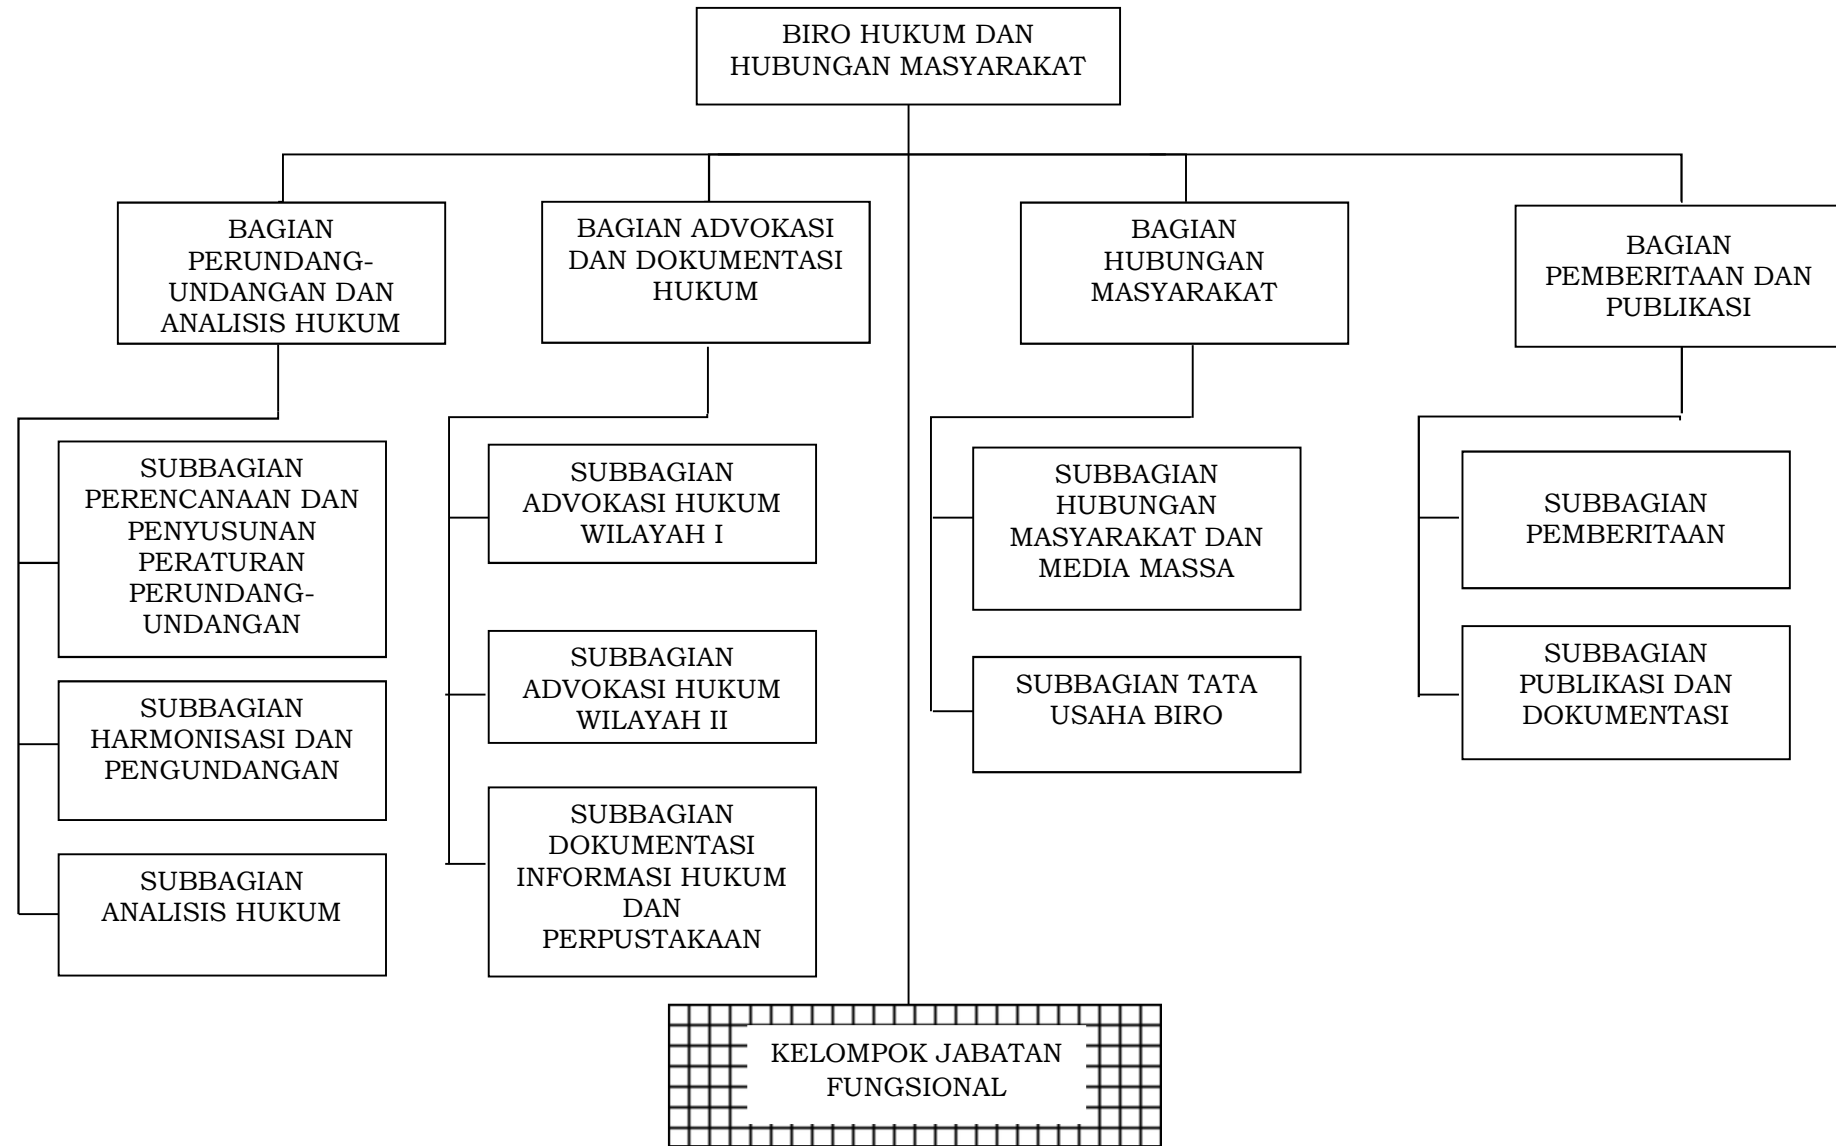 BIRO HUKUM DAN
HUBUNGAN MASYARAKAT
BAGIAN
PERUNDANG-
UNDANGAN DAN
ANALISIS HUKUM
BAGIAN ADVOKASI
DAN DOKUMENTASI
HUKUM
BAGIAN
HUBUNGAN
MASYARAKAT
BAGIAN
PEMBERITAAN DAN
PUBLIKASI
SUBBAGIAN
PERENCANAAN DAN
PENYUSUNAN
PERATURAN
PERUNDANG-
UNDANGAN
SUBBAGIAN
HARMONISASI DAN
PENGUNDANGAN
SUBBAGIAN
ANALISIS HUKUM
SUBBAGIAN
ADVOKASI HUKUM
WILAYAH I
SUBBAGIAN
ADVOKASI HUKUM
WILAYAH II
SUBBAGIAN
DOKUMENTASI
INFORMASI HUKUM
DAN
PERPUSTAKAAN
SUBBAGIAN
HUBUNGAN
MASYARAKAT DAN
MEDIA MASSA
SUBBAGIAN TATA
USAHA BIRO
SUBBAGIAN
PEMBERITAAN
SUBBAGIAN
PUBLIKASI DAN
DOKUMENTASI
KELOMPOK JABATAN
FUNGSIONAL